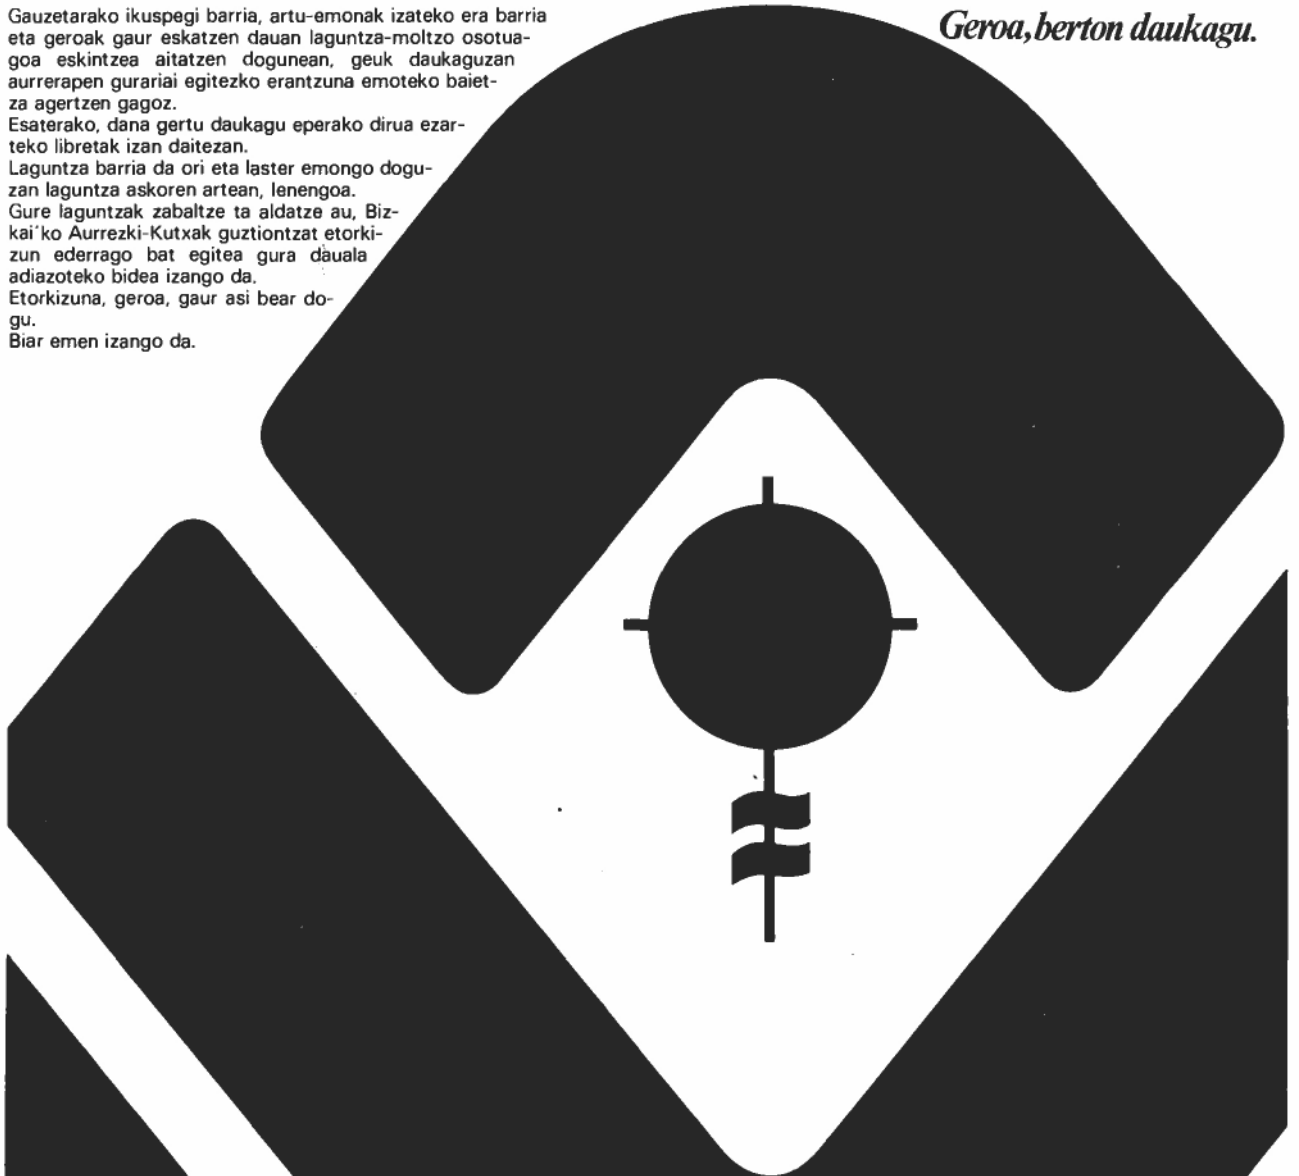 Gauzetarako ikuspegi barria, artu-emonak izateko era barria
eta geroak gaur eskatzen dauan laguntza-moltzo osotua-
goa eskintzea aitatzen dogunean, geuk daukaguzan
aurrerapen gurariai egitezko erantzuna emoteko baiet-
za agertzen gagoz.
Esaterako, dana gertu daukagu eperako dirua ezar-
teko libretak izan daitezan.
Laguntza barria da ori eta laster emongo dogu-
zan laguntza askoren artean, lenengoa.
Gure laguntzak zabaltze ta aldatze au, Biz-
kai'ko Aurrezki-Kutxak guztiontzat etorki-
zun ederrago bat egitea gura dauala
adiazoteko bidea izango da.
Etorkizuna, geroa, gaur asi bear do-
gu.
Biar emen izango da.
Geroa, berton daukagu.